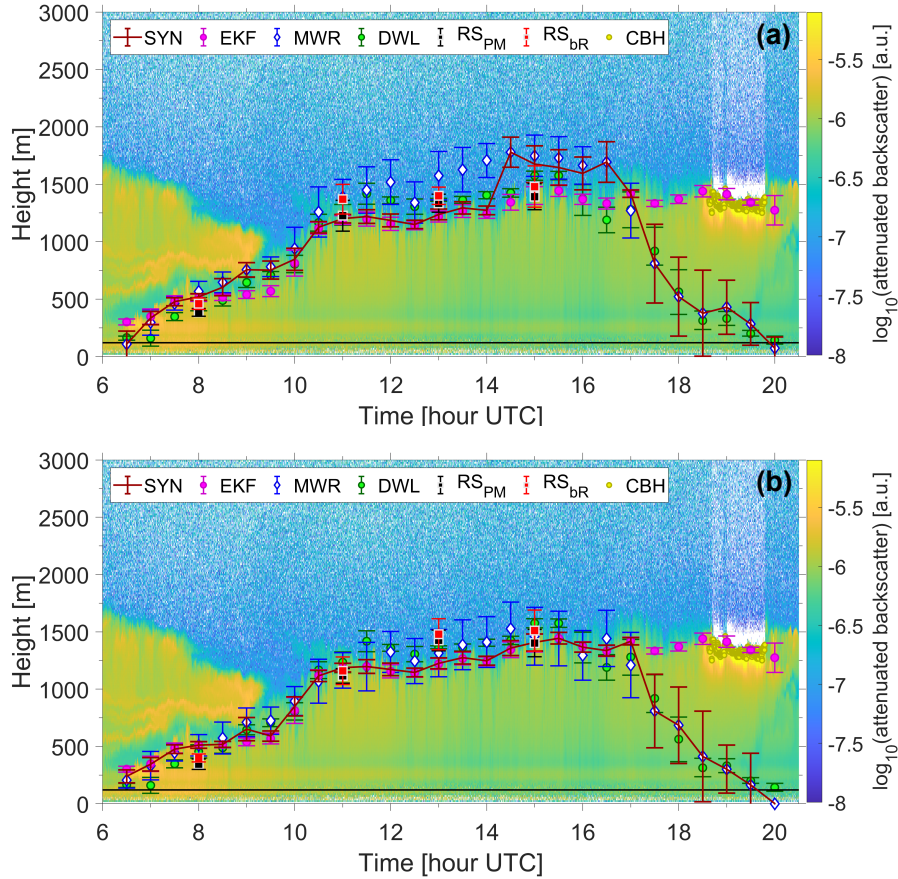 3000
2500
2000
1500
1000
500
0
Height [m]
SYN EKF MWR DWL RS_PM RS_bR CBH
(a)
6 8 10 12 14 16 18 20
Time [hour UTC]
-5.5
-6
-6.5
-7
-7.5
-8
log10(attenuated backscatter) [a.u.]
3000
2500
2000
1500
1000
500
0
Height [m]
SYN EKF MWR DWL RS_PM RS_bR CBH
(b)
6 8 10 12 14 16 18 20
Time [hour UTC]
-5.5
-6
-6.5
-7
-7.5
-8
log10(attenuated backscatter) [a.u.]